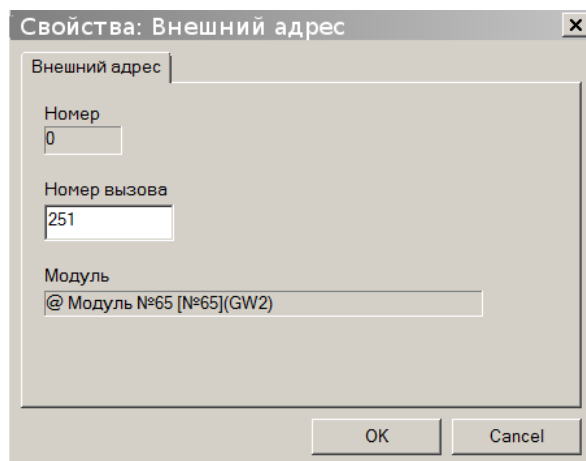 Свойства: Внешний адрес
Внешний адрес
Номер
0
Номер вызова
251
Модуль
@ Модуль №65 [№65](GW2)
OK Cancel